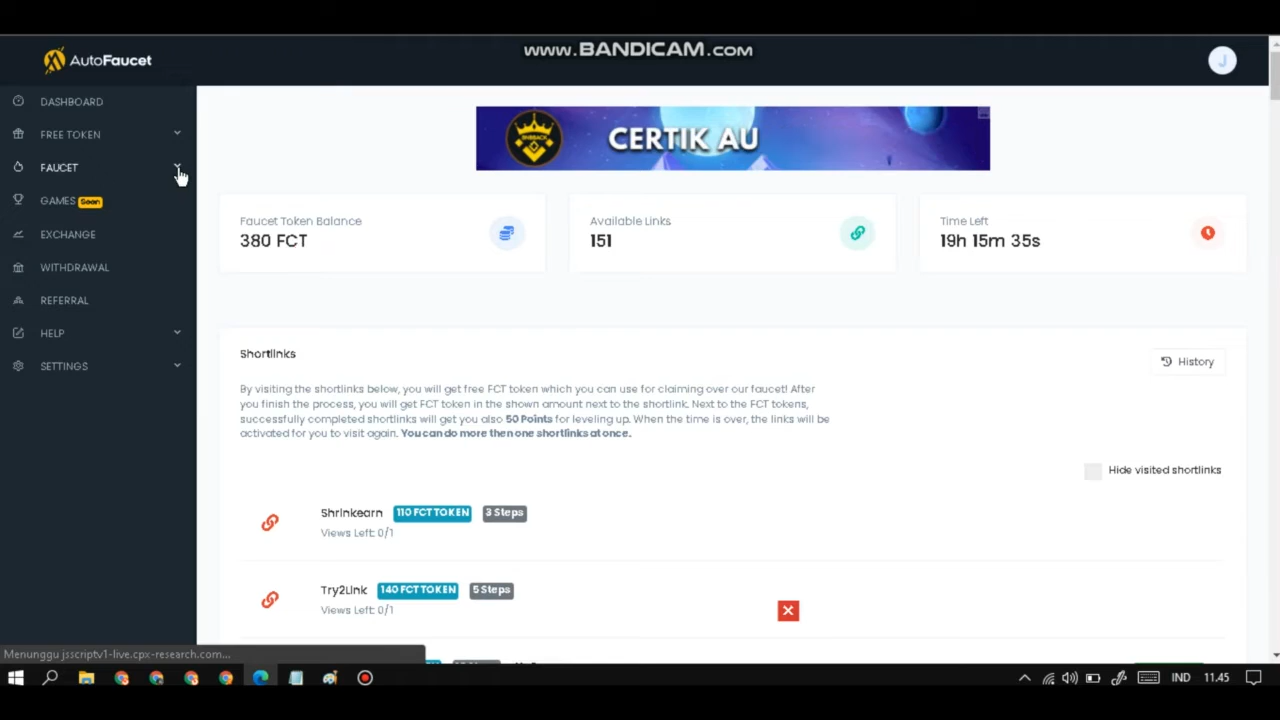 www.BANDICAM.com
AutoFaucet
J
DASHBOARD
FREE TOKEN
FAUCET
GAMES Soon
EXCHANGE
WITHDRAWAL
REFERRAL
HELP
SETTINGS
BNBBACK
CERTIK AU
Faucet Token Balance
380 FCT
Available Links
151
Time Left
19h 15m 35s
Shortlinks
History
By visiting the shortlinks below, you will get free FCT token which you can use for claiming over our faucet! After
you finish the process, you will get FCT token in the shown amount next to the shortlink. Next to the FCT tokens,
successfully completed shortlinks will get you also 50 Points for leveling up. When the time is over, the links will be
activated for you to visit again. You can do more then one shortlinks at once.
Hide visited shortlinks
Shrinkearn 110 FCT TOKEN 3 Steps
Views Left: 0/1
Try2Link 140 FCT TOKEN 5 Steps
Views Left: 0/1
Menunggu jsscriptv1-live.cpx-research.com...
IND 11.45